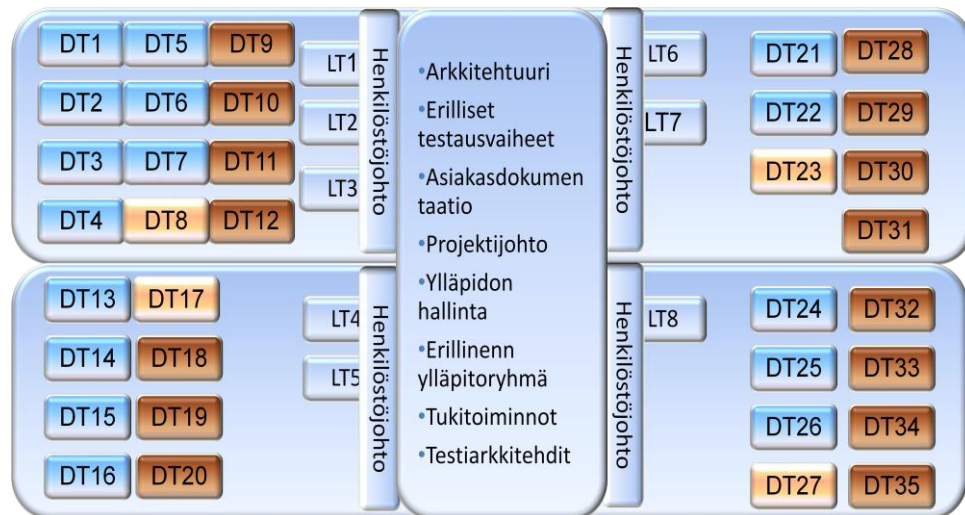 DT1 DT5 DT9
DT2 DT6 DT10
DT3 DT7 DT11
DT4 DT8 DT12
LT1
LT2
LT3
Henkilöstöjohto
DT13 DT17
DT14 DT18
DT15 DT19
DT16 DT20
LT4
LT5
Henkilöstöjohto
•Arkkitehtuuri
•Erilliset
testausvaiheet
•Asiakasdokumen
taatio
•Projektijohto
•Ylläpidon
hallinta
•Erillinenn
ylläpitoryhmä
•Tukitoiminnot
•Testiarkkitehdit
Henkilöstöjohto
LT6
LT7
DT21 DT28
DT22 DT29
DT23 DT30
DT31
Henkilöstöjohto
LT8
DT24 DT32
DT25 DT33
DT26 DT34
DT27 DT35